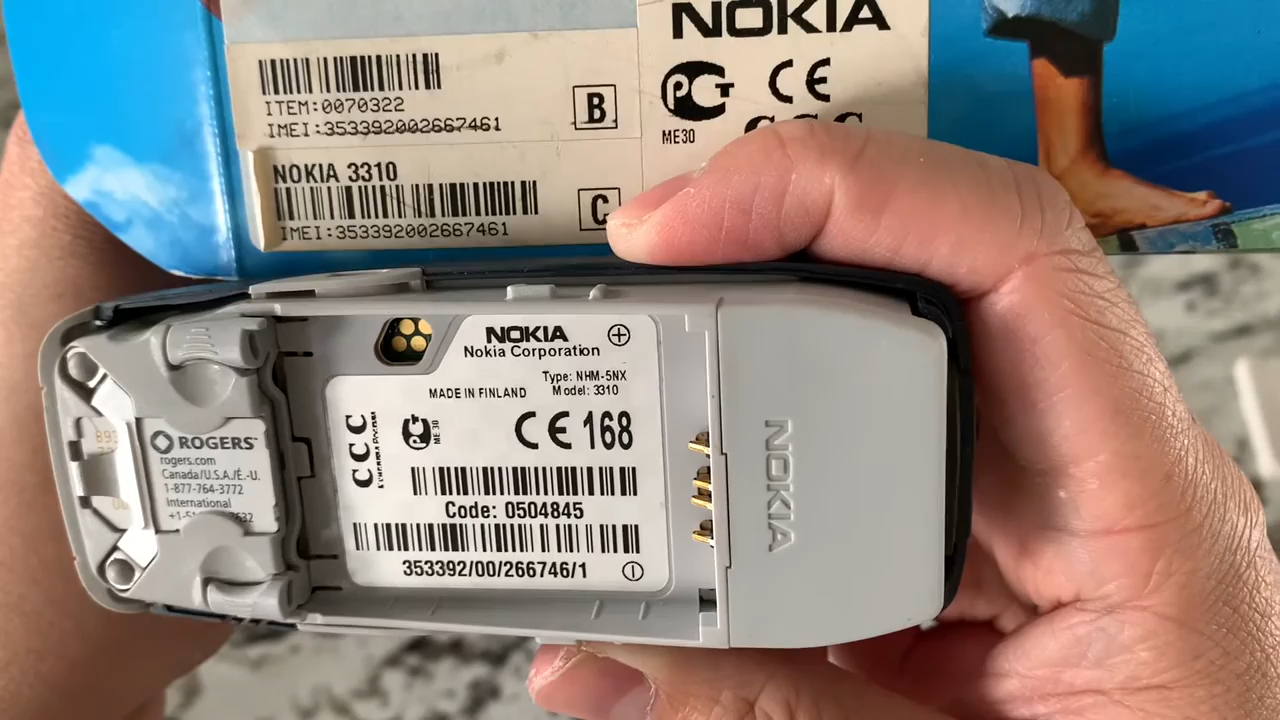 NOKIA
ITEM:0070322
IMEI:353392002667461
B
CE
ME30
C C C
NOKIA 3310
IMEI:353392002667461
C
NOKIA
Nokia Corporation
Type: NHM-5NX
MADE IN FINLAND
Model: 3310
C C C
ME 30
CE 168
Code: 0504845
353392/00/266746/1
NOKIA
893
ROGERS™
rogers.com
Canada/U.S.A./É.-U.
1-877-764-3772
International